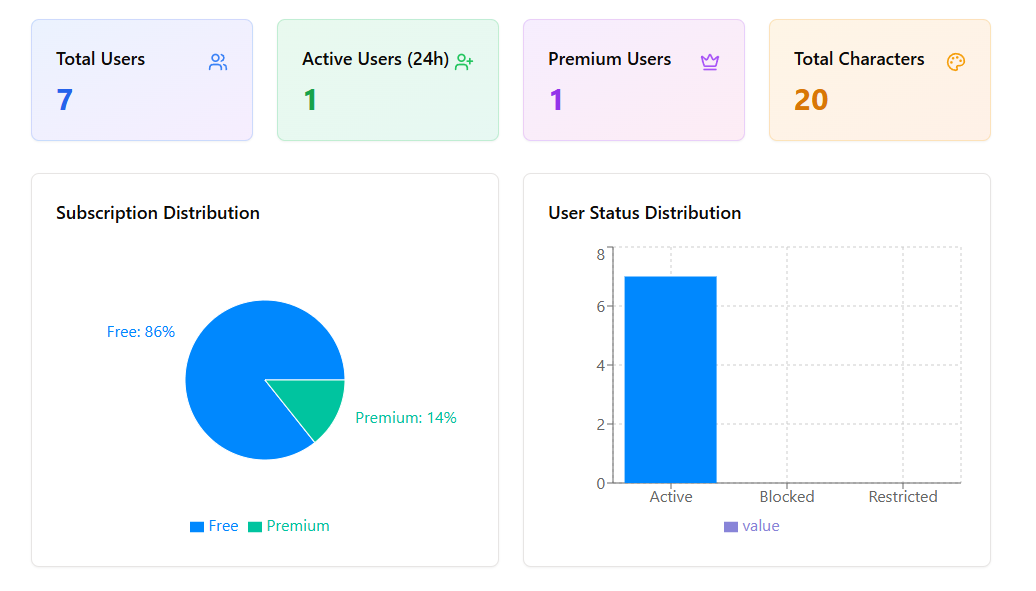 Total Users
7
Active Users (24h)
1
Premium Users
1
Total Characters
20
Subscription Distribution
Free: 86%
Premium: 14%
Free
Premium
User Status Distribution
8
6
4
2
0
Active
Blocked
Restricted
value